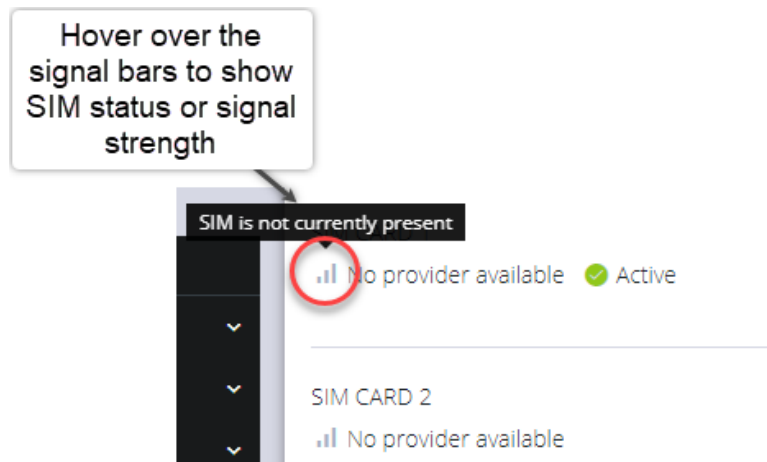 Hover over the
signal bars to show
SIM status or signal
strength
SIM is not currently present
No provider available Active
SIM CARD 2
No provider available